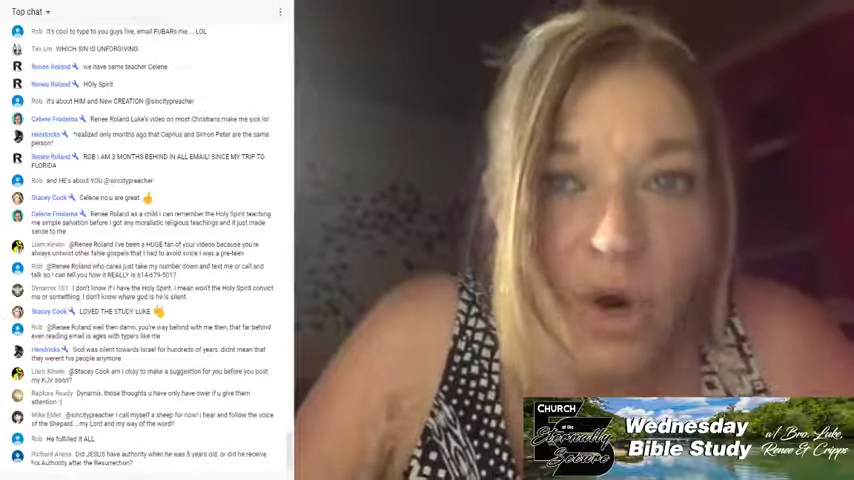 Top chat
Rob It's cool to type to you guys live, email FUBARs me.... LOL
Tev Lm WHICH SIN IS UNFORGIVING.
Renee Roland we have same teacher Celene
Renee Roland HOly Spirit
Rob It's about HIM and New CREATION @sincitypreacher
Celene Renee Roland Luke's video on most Christians make me sick lol
Hendricks *realized only months ago that Cephus and Simon Peter are the same
person*
Renee Roland ROB I AM 3 MONTHS BEHIND IN ALL EMAIL! SINCE MY TRIP TO
FLORIDA
Rob and HE's about YOU @sincitypreacher
Stacey Cook Celene no u are great
Celene Renee Roland as a child i can remember the Holy Spirit teaching
me simple salvation before I got any moralistic religious teachings and it just made
sense to me
Liam Kirwin @Renee Roland I've been a HUGE fan of your videos because you're
always untwist other false gospels that I had to avoid since I was a pre-teen
Rob @Renee Roland who cares just take my number down and text me or call and
talk so I can tell you how it REALLY is 614-679-5017
Dynamix 101 I don't know if I have the Holy Spirit, I mean won't the Holy Spirit convict
me or something. I don't know where god is he is silent.
Stacey Cook LOVED THE STUDY LUKE
Rob @Renee Roland well then damn, you're way behind with me then, that far behind
even reading email is ages with typers like me
Hendricks God was silent towards Israel for hundreds of years. didnt mean that
they werent his people anymore
Liam Kirwin @Stacey Cook am I okay to make a suggestion for you before you post
my KJV soon?
Rapture Ready Dynamix, those thoughts u have only have ower if u give them
attention :)
Mike Elder @sincitypreacher I call myself a sheep for now! I hear and follow the voice
of the Shepard....my Lord and my way of the word!!
Rob He fulfilled it ALL
Richard Arena Did JESUS have authority when he was 5 years old, or did he receive
his Authority after the Resurrection?
CHURCH
of the
Eternally
Secure
Wednesday
Bible Study
w/ Bro. Luke,
Renee & Cripps